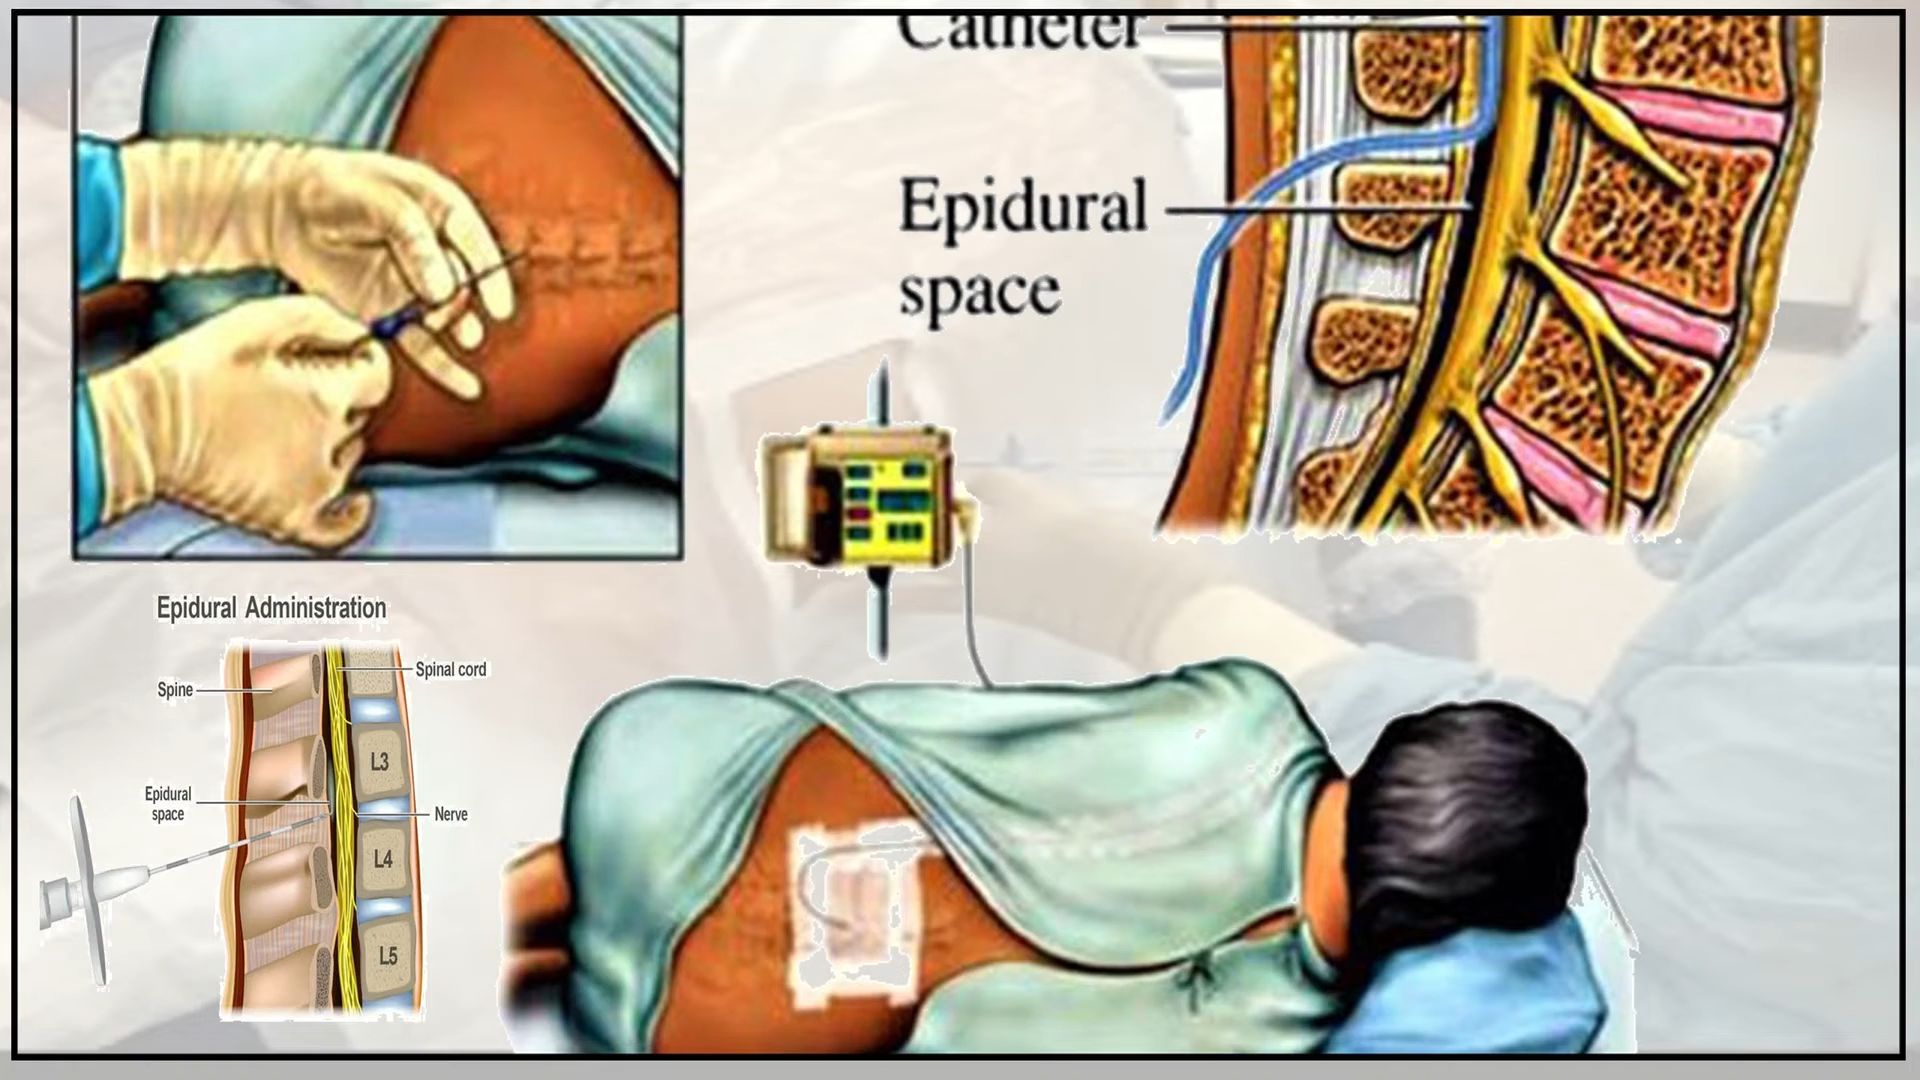 Catheter
Epidural
space
Epidural Administration
Spinal cord
Spine
L3
Epidural
space
Nerve
L4
L5